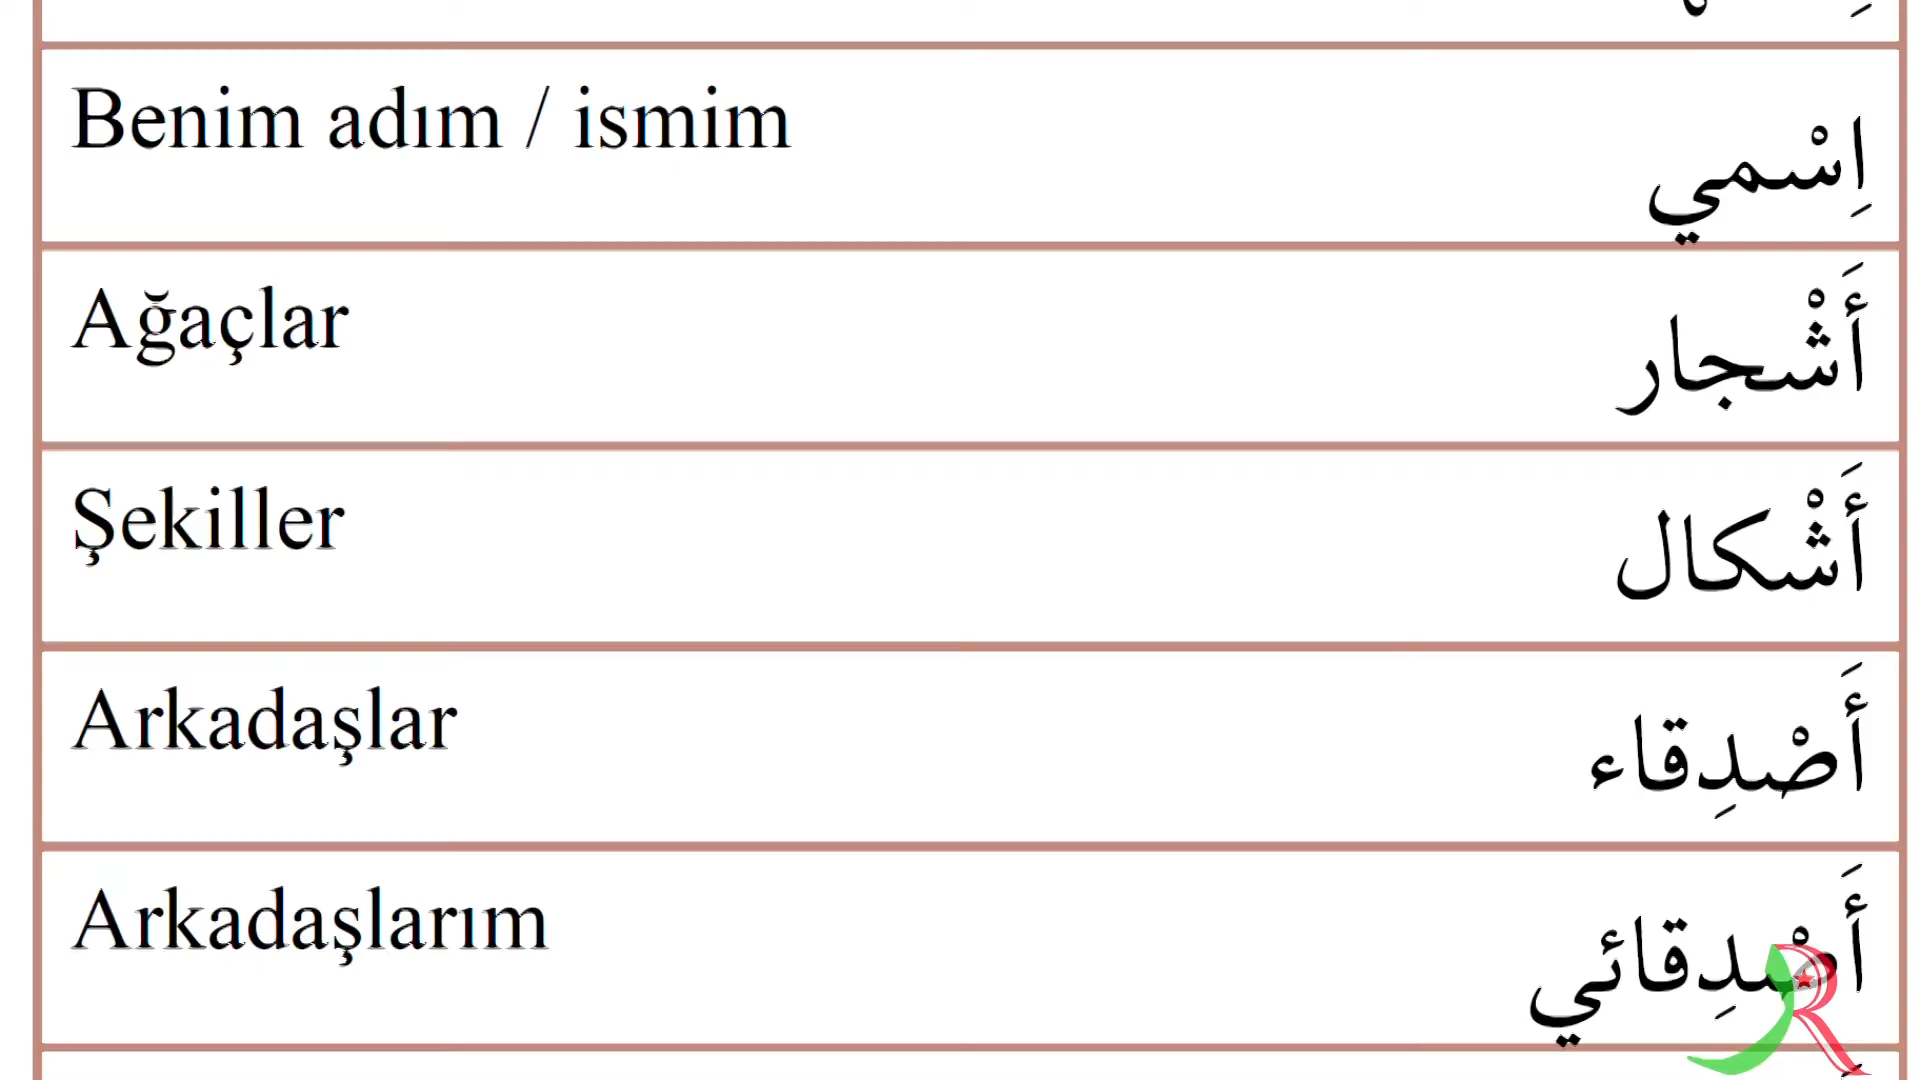 Benim adım / ismim اِسْمي
Ağaçlar أَشْجار
Şekiller أَشْكال
Arkadaşlar أَصْدِقاء
Arkadaşlarım أَصْدِقائي